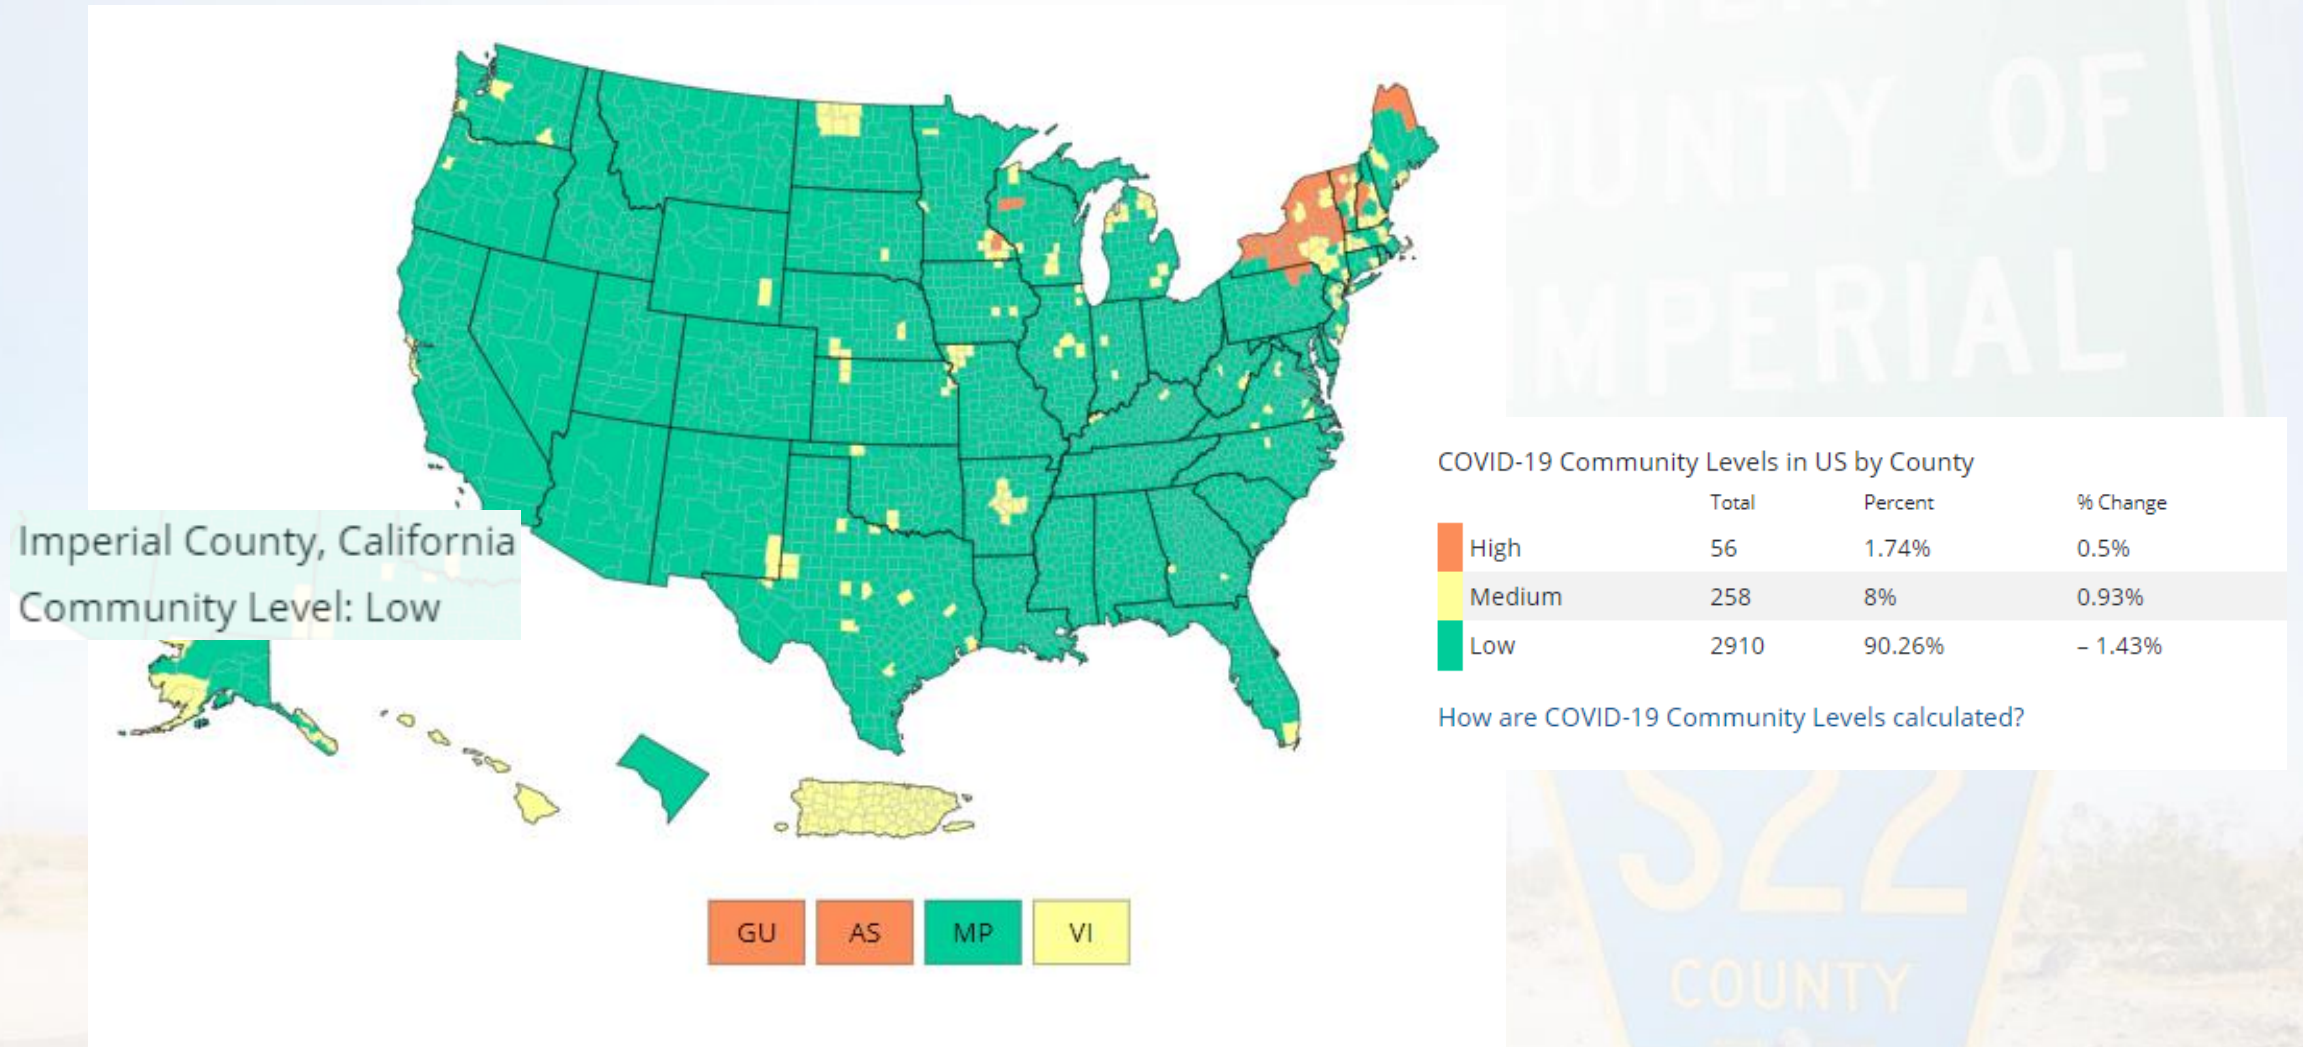 COUNTY OF
IMPERIAL
Imperial County, California
Community Level: Low
COVID-19 Community Levels in US by County
Total Percent % Change
High 56 1.74% 0.5%
Medium 258 8% 0.93%
Low 2910 90.26% – 1.43%
How are COVID-19 Community Levels calculated?
GU AS MP VI
S22
COUNTY